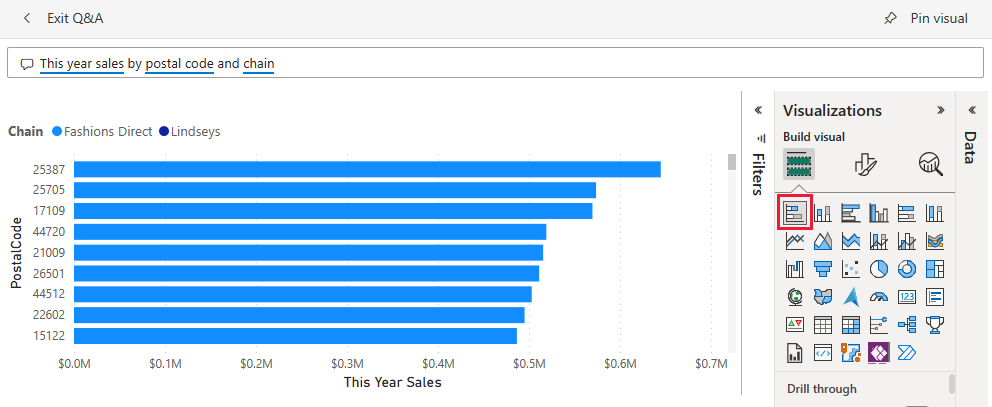 Exit Q&A
Pin visual
This year sales by postal code and chain
Chain Fashions Direct Lindseys
PostalCode
25387
25705
17109
44720
21009
26501
44512
22602
15122
$0.0M $0.1M $0.2M $0.3M $0.4M $0.5M $0.6M $0.7M
This Year Sales
Filters
Visualizations
Build visual
123
Drill through
Data